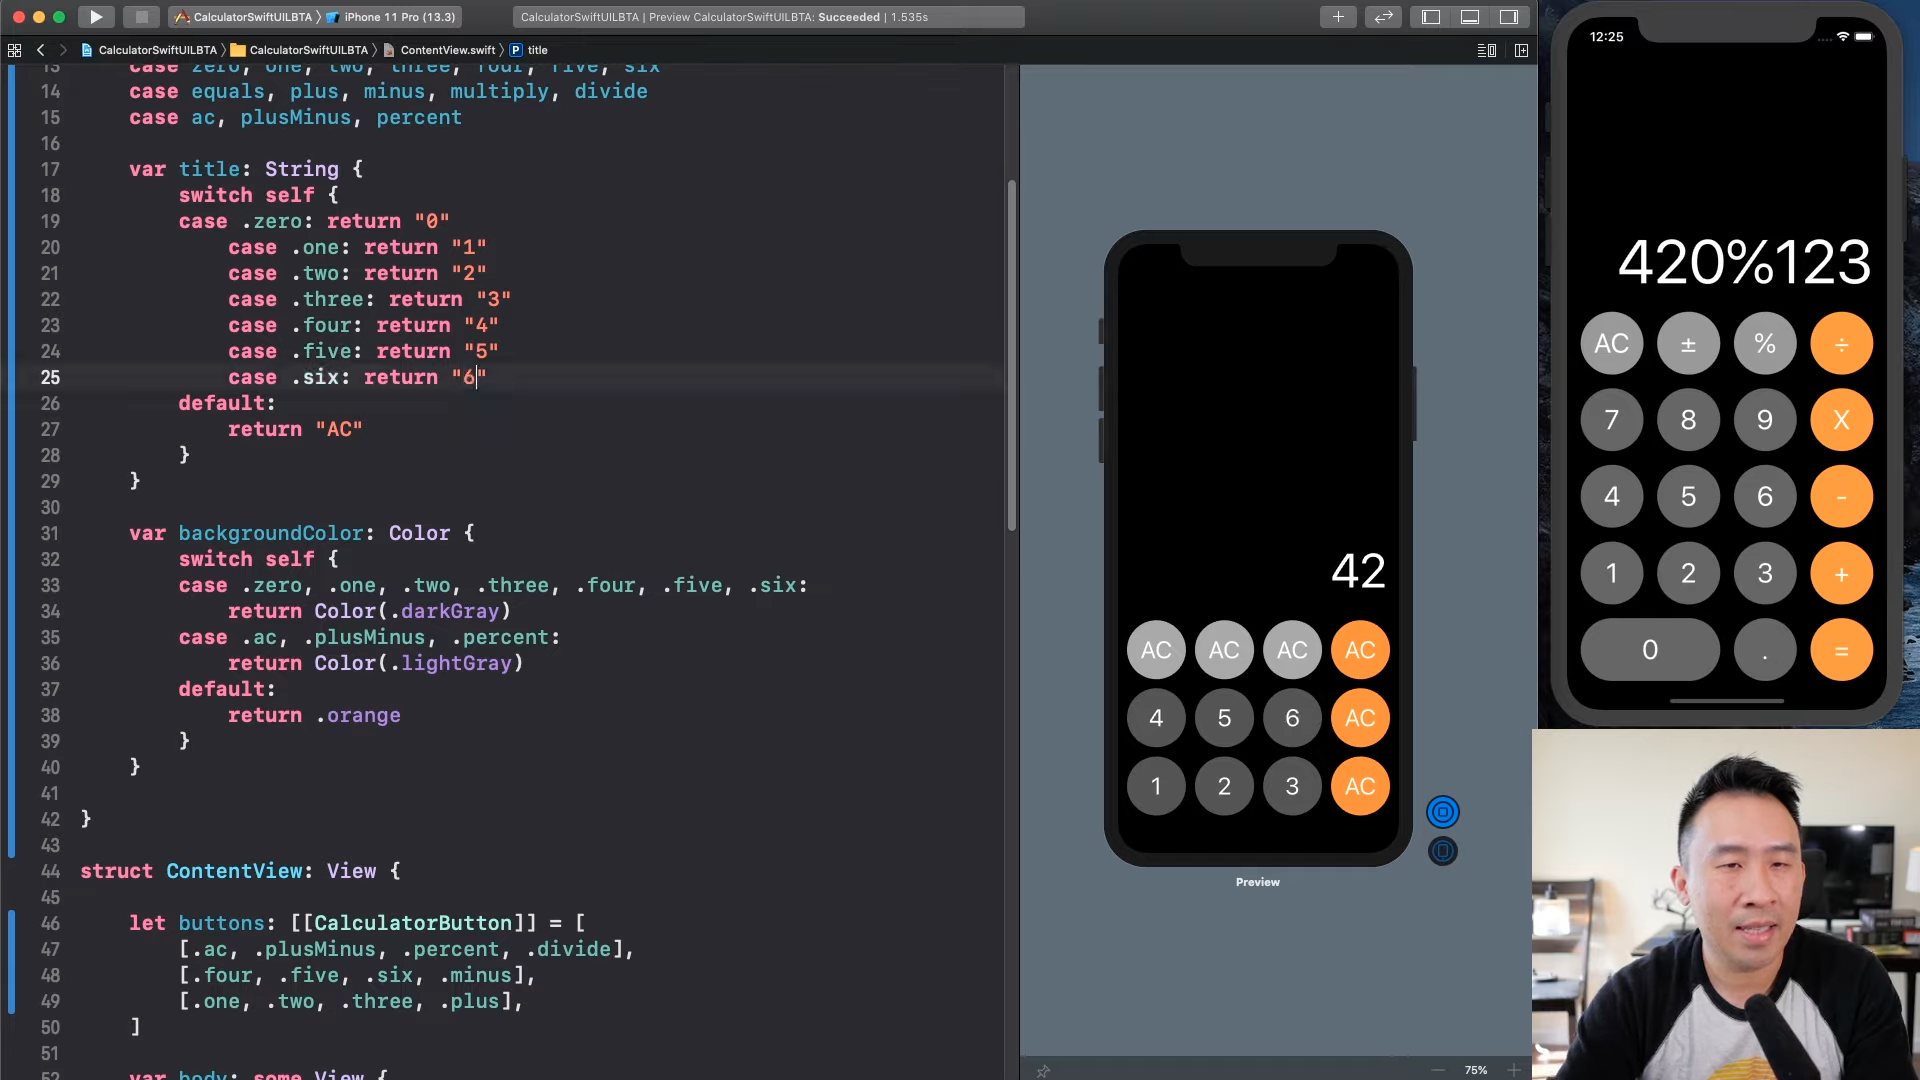 CalculatorSwiftUILBTA
iPhone 11 Pro (13.3)
CalculatorSwiftUILBTA | Preview CalculatorSwiftUILBTA: Succeeded | 1.535s
CalculatorSwiftUILBTA
CalculatorSwiftUILBTA
ContentView.swift
P title
13 case zero, one, two, three, four, five, six
14 case equals, plus, minus, multiply, divide
15 case ac, plusMinus, percent
16
17 var title: String {
18 switch self {
19 case .zero: return "0"
20 case .one: return "1"
21 case .two: return "2"
22 case .three: return "3"
23 case .four: return "4"
24 case .five: return "5"
25 case .six: return "6"
26 default:
27 return "AC"
28 }
29 }
30
31 var backgroundColor: Color {
32 switch self {
33 case .zero, .one, .two, .three, .four, .five, .six:
34 return Color(.darkGray)
35 case .ac, .plusMinus, .percent:
36 return Color(.lightGray)
37 default:
38 return .orange
39 }
40 }
41
42 }
43
44 struct ContentView: View {
45
46 let buttons: [[CalculatorButton]] = [
47 [.ac, .plusMinus, .percent, .divide],
48 [.four, .five, .six, .minus],
49 [.one, .two, .three, .plus],
50 ]
51
52 var body: some View {
42
AC AC AC AC
4 5 6 AC
1 2 3 AC
Preview
75%
12:25
420%123
AC ± % ÷
7 8 9 X
4 5 6 -
1 2 3 +
0 . =